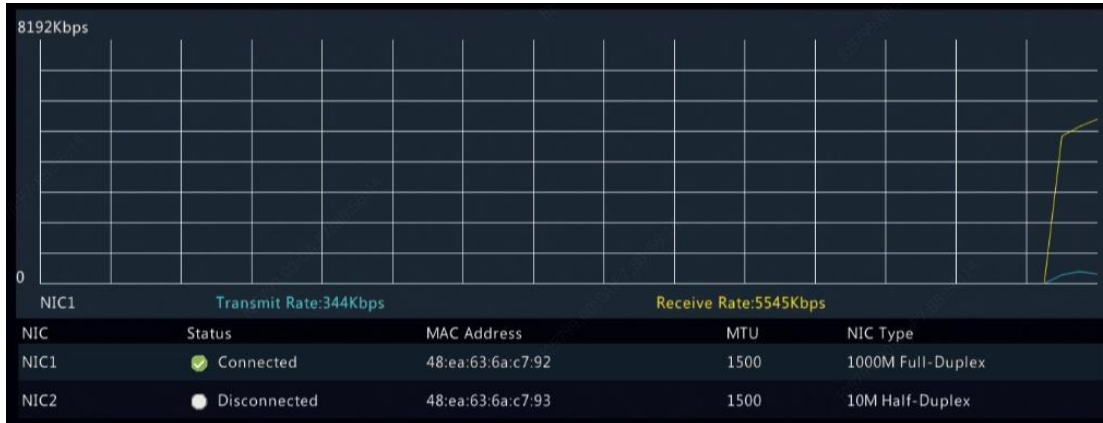 8192Kbps
0
NIC1 Transmit Rate:344Kbps Receive Rate:5545Kbps
NIC Status MAC Address MTU NIC Type
NIC1 Connected 48:ea:63:6a:c7:92 1500 1000M Full-Duplex
NIC2 Disconnected 48:ea:63:6a:c7:93 1500 10M Half-Duplex